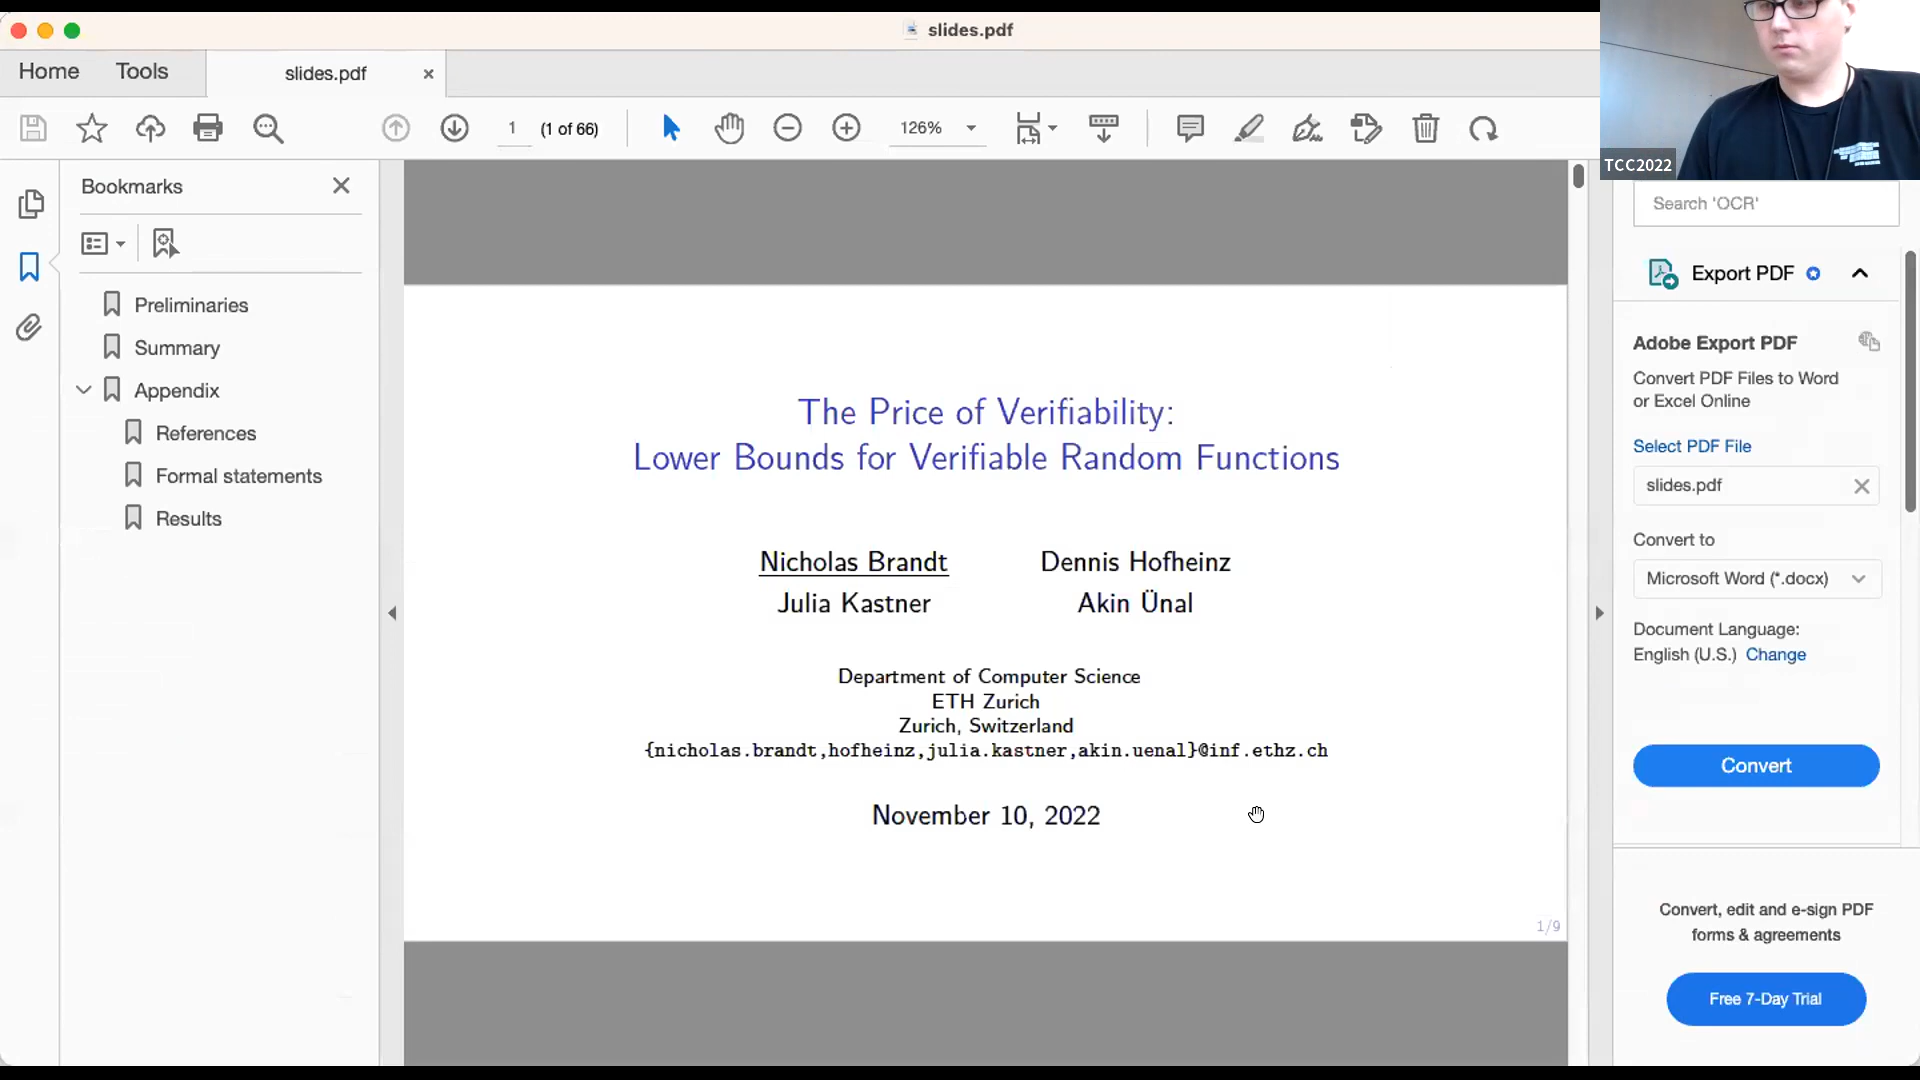 slides.pdf
Home
Tools
slides.pdf
1
(1 of 66)
126%
TCC2022
Bookmarks
Preliminaries
Summary
Appendix
References
Formal statements
Results
The Price of Verifiability:
Lower Bounds for Verifiable Random Functions
Nicholas Brandt
Dennis Hofheinz
Julia Kastner
Akin Ünal
Department of Computer Science
ETH Zurich
Zurich, Switzerland
{nicholas.brandt,hofheinz,julia.kastner,akin.uenal}@inf.ethz.ch
November 10, 2022
1/9
Search 'OCR'
Export PDF
Adobe Export PDF
Convert PDF Files to Word
or Excel Online
Select PDF File
slides.pdf
Convert to
Microsoft Word (*.docx)
Document Language:
English (U.S.) Change
Convert
Convert, edit and e-sign PDF
forms & agreements
Free 7-Day Trial